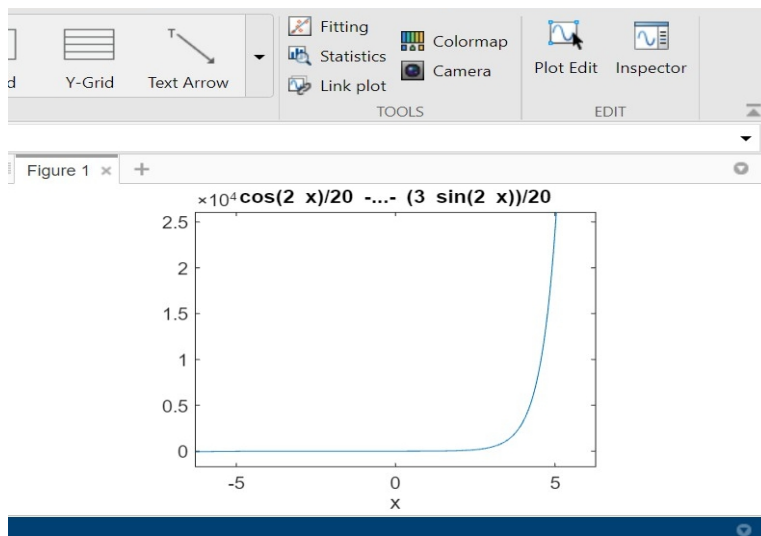 Fitting
Statistics
Link plot
Colormap
Camera
d
Y-Grid
Text Arrow
T
Plot Edit
Inspector
TOOLS
EDIT
Figure 1 × +
×10⁴ cos(2 x)/20 -...- (3 sin(2 x))/20
2.5
2
1.5
1
0.5
0
-5 0 5
x